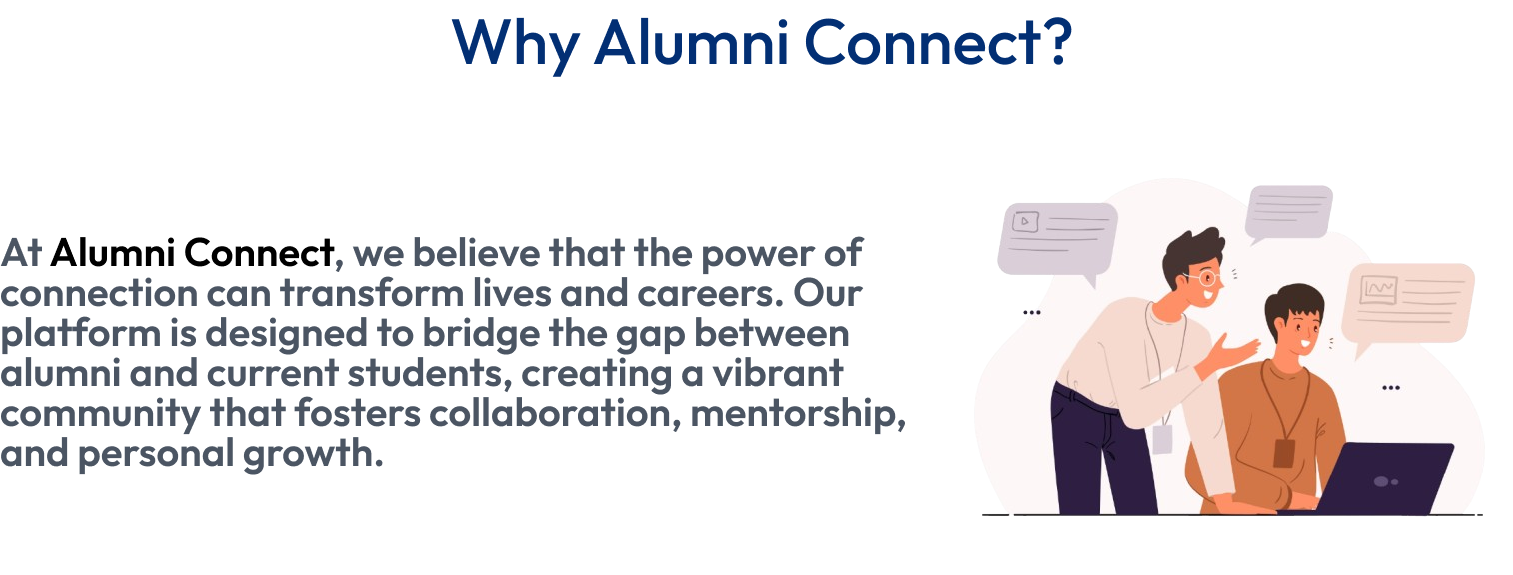 Why Alumni Connect?
At Alumni Connect, we believe that the power of
connection can transform lives and careers. Our
platform is designed to bridge the gap between
alumni and current students, creating a vibrant
community that fosters collaboration, mentorship,
and personal growth.